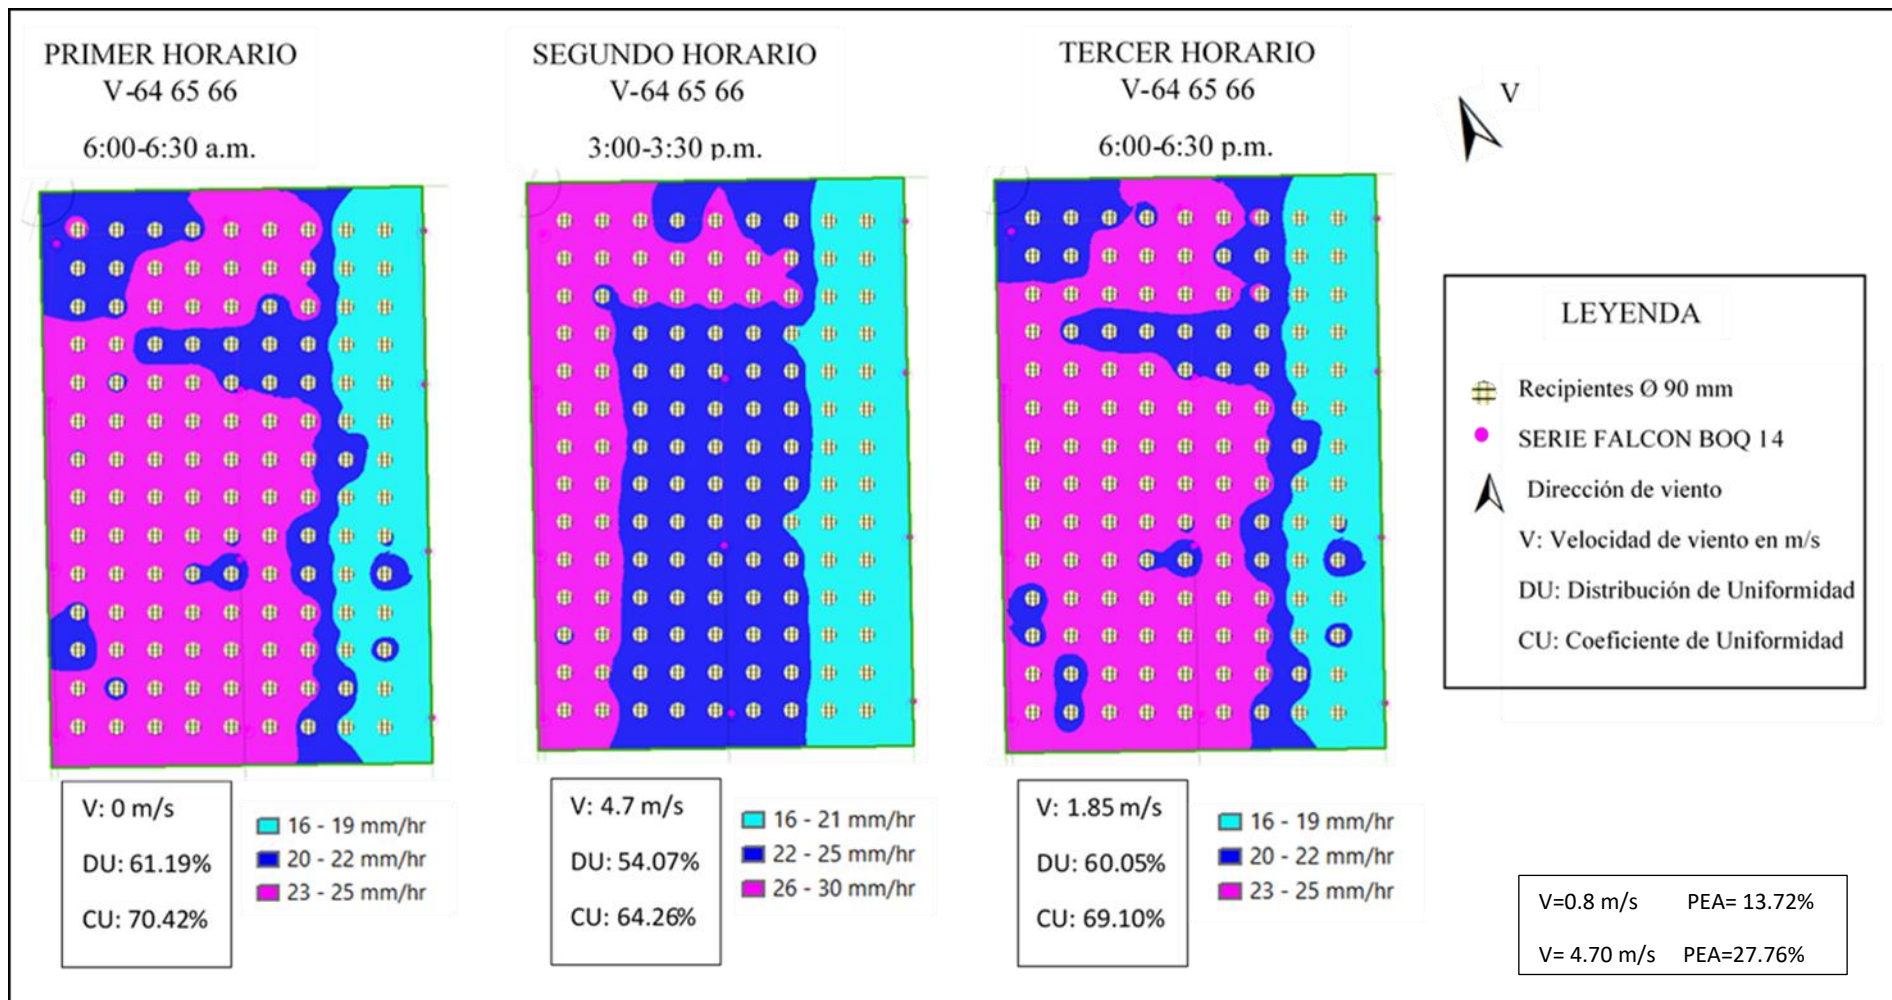 PRIMER HORARIO
V-64 65 66
6:00-6:30 a.m.
SEGUNDO HORARIO
V-64 65 66
3:00-3:30 p.m.
TERCER HORARIO
V-64 65 66
6:00-6:30 p.m.
V
LEYENDA
Recipientes Ø 90 mm
SERIE FALCON BOQ 14
Dirección de viento
V: Velocidad de viento en m/s
DU: Distribución de Uniformidad
CU: Coeficiente de Uniformidad
V: 0 m/s
DU: 61.19%
CU: 70.42%
16 - 19 mm/hr
20 - 22 mm/hr
23 - 25 mm/hr
V: 4.7 m/s
DU: 54.07%
CU: 64.26%
16 - 21 mm/hr
22 - 25 mm/hr
26 - 30 mm/hr
V: 1.85 m/s
DU: 60.05%
CU: 69.10%
16 - 19 mm/hr
20 - 22 mm/hr
23 - 25 mm/hr
V=0.8 m/s PEA= 13.72%
V= 4.70 m/s PEA=27.76%